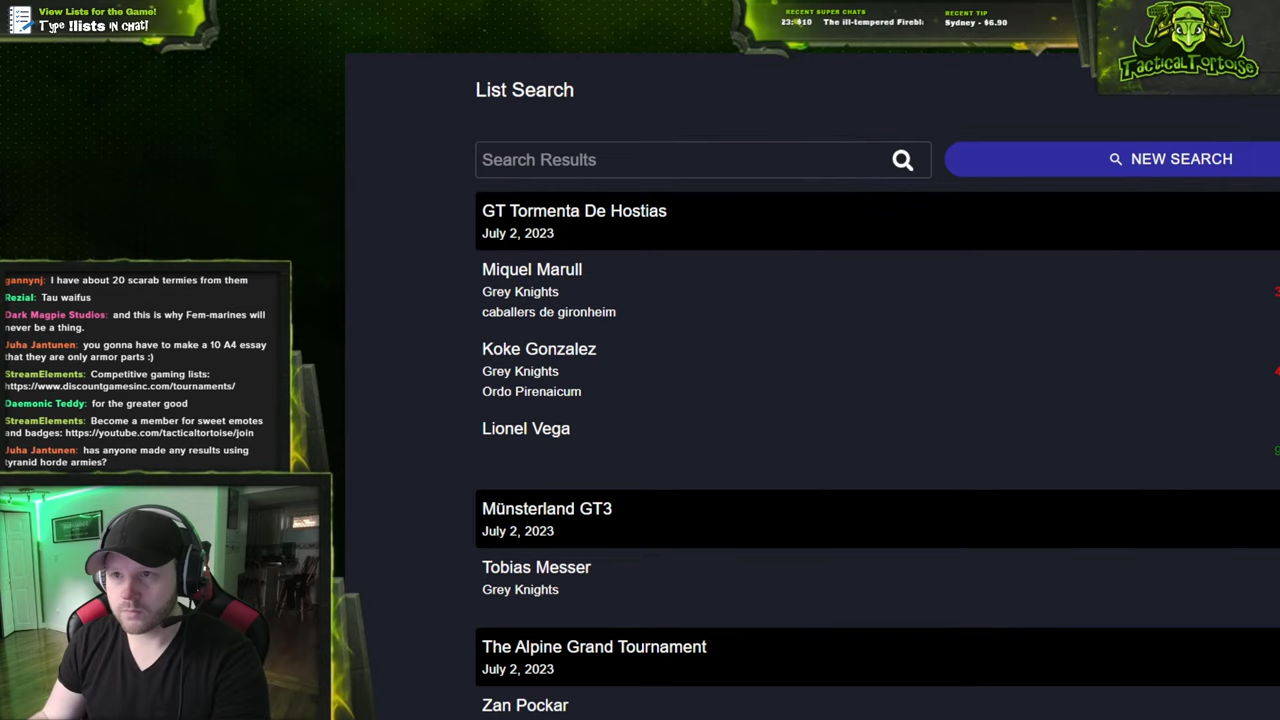 View Lists for the Game!
Type !lists in chat!
RECENT SUPER CHATS
$10 The ill-tempered
RECENT TIP
Sydney - $6.90
TacticalTortoise
List Search
Search Results
NEW SEARCH
GT Tormenta De Hostias
July 2, 2023
Miquel Marull
Grey Knights
caballers de gironheim
Koke Gonzalez
Grey Knights
Ordo Pirenaicum
Lionel Vega
Münsterland GT3
July 2, 2023
Tobias Messer
Grey Knights
The Alpine Grand Tournament
July 2, 2023
Zan Pockar
gannynj: I have about 20 scarab termies from them
Rezial: Tau waifus
Dark Magpie Studios: and this is why Fem-marines will
never be a thing.
Juha Jantunen: you gonna have to make a 10 A4 essay
that they are only armor parts :)
StreamElements: Competitive gaming lists:
https://www.discountgamesinc.com/tournaments/
Daemonic Teddy: for the greater good
StreamElements: Become a member for sweet emotes
and badges: https://youtube.com/tacticaltortoise/join
Juha Jantunen: has anyone made any results using
tyranid horde armies?